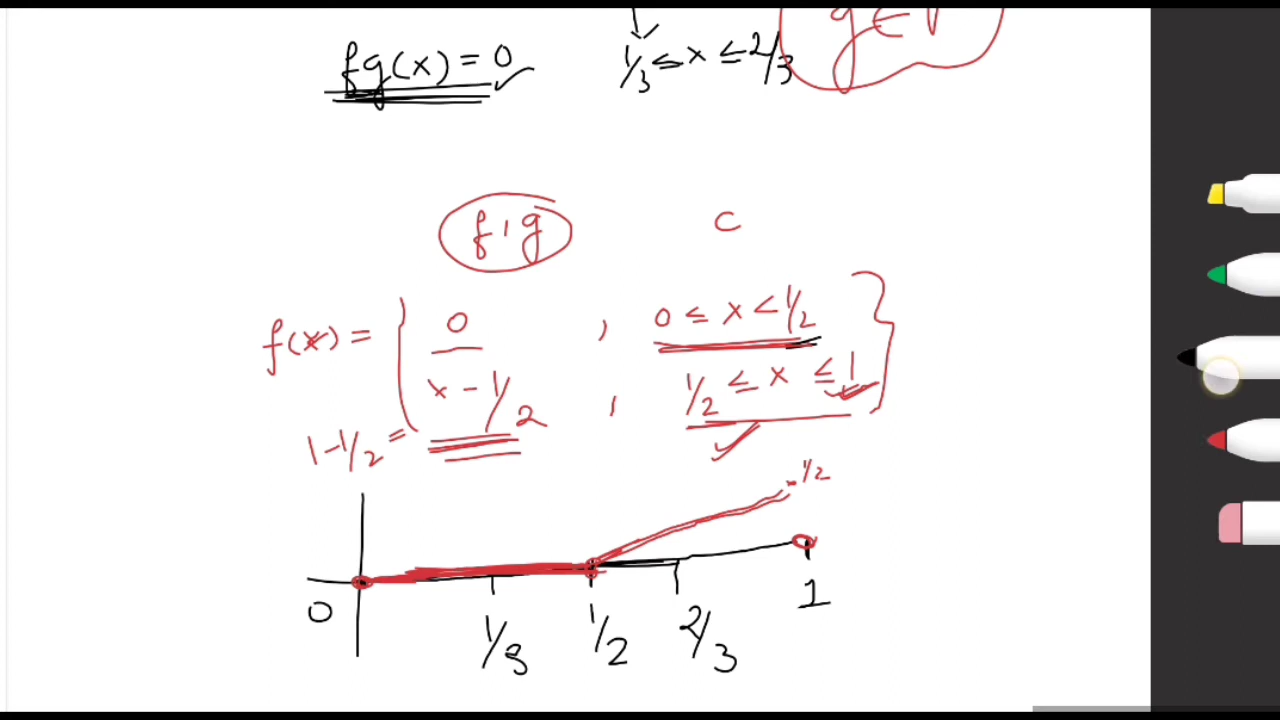 fg(x) = 0 1/3 ≤ x ≤ 2/3
f, g C
f(x) = { 0 , 0 ≤ x < 1/2
x - 1/2 , 1/2 ≤ x ≤ 1 }
1 - 1/2 =
1/2
0 1/3 1/2 2/3 1